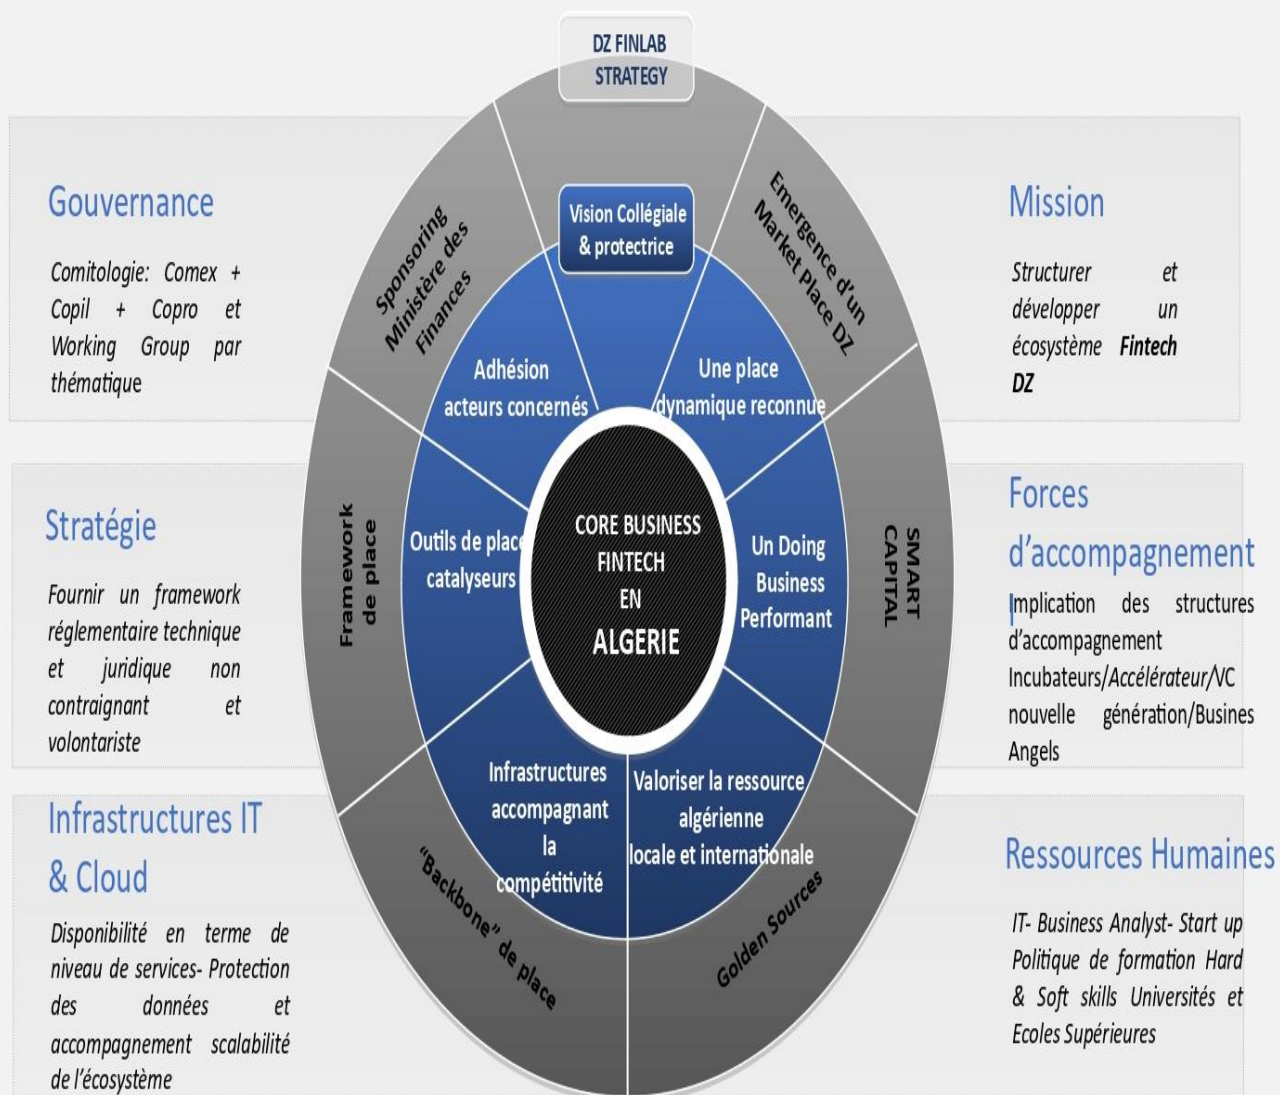 DZ FINLAB
STRATEGY
Vision Collégiale
& protectrice
Gouvernance
Comitologie: Comex +
Copil + Copro et
Working Group par
thématique
Stratégie
Fournir un framework
réglementaire technique
et juridique non
contraignant et
volontariste
Infrastructures IT
& Cloud
Disponibilité en terme de
niveau de services- Protection
des données et
accompagnement scalabilité
de l'écosystème
Sponsoring
Ministère des
Finances
Adhésion
acteurs concernés
Framework
de place
Outils de place
catalyseurs
"Backbone" de place
Infrastructures
accompagnant
la
compétitivité
CORE BUSINESS
FINTECH
EN
ALGERIE
Emergence d'un
Market Place DZ
Une place
dynamique reconnue
SMART
CAPITAL
Un Doing
Business
Performant
Valoriser la ressource
algérienne
locale et internationale
Golden Sources
Mission
Structurer et
développer un
écosystème Fintech
DZ
Forces
d'accompagnement
Implication des structures
d'accompagnement
Incubateurs/Accélérateur/VC
nouvelle génération/Busines
Angels
Ressources Humaines
IT- Business Analyst- Start up
Politique de formation Hard
& Soft skills Universités et
Ecoles Supérieures